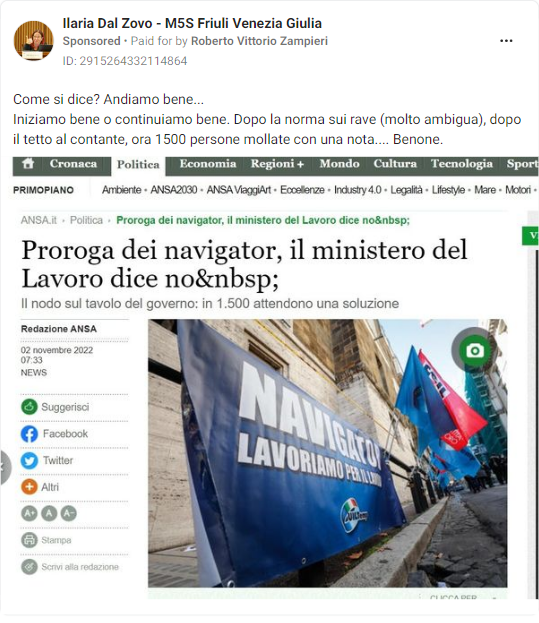 Ilaria Dal Zovo - M5S Friuli Venezia Giulia
Sponsored • Paid for by Roberto Vittorio Zampieri
ID: 2915264332114864
Come si dice? Andiamo bene...
Iniziamo bene o continuiamo bene. Dopo la norma sui rave (molto ambigua), dopo
il tetto al contante, ora 1500 persone mollate con una nota.... Benone.
Cronaca Politica Economia Regioni + Mondo Cultura Tecnologia Sport
PRIMOPIANO Ambiente • ANSA2030 • ANSA ViaggiArt • Eccellenze • Industry 4.0 • Legalità • Lifestyle • Mare • Motori •
ANSA.it › Politica › Proroga dei navigator, il ministero del Lavoro dice no&nbsp;
Proroga dei navigator, il ministero del
Lavoro dice no&nbsp;
Il nodo sul tavolo del governo: in 1.500 attendono una soluzione
Redazione ANSA
02 novembre 2022
07:33
NEWS
Suggerisci
Facebook
Twitter
Altri
A+ A A-
Stampa
Scrivi alla redazione
NAVIGATOR
LAVORIAMO PER IL
CLICCA PER